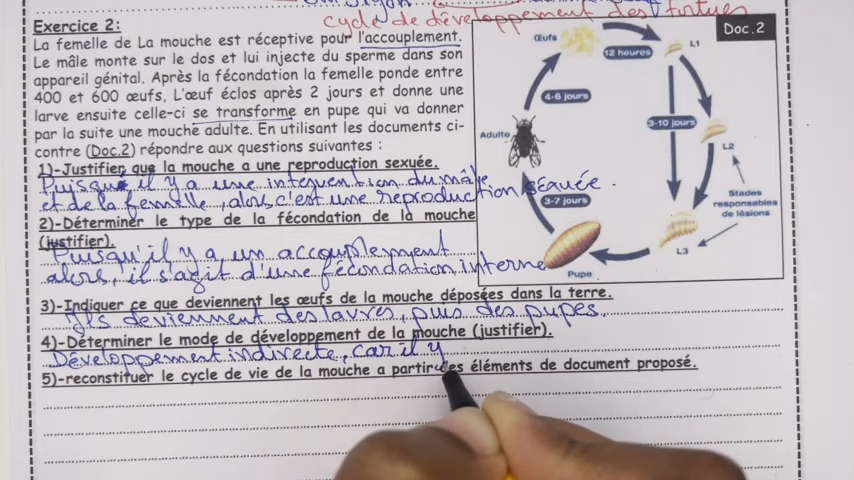 cycle de développement des tortues
Exercice 2:
La femelle de La mouche est réceptive pour l'accouplement.
Le mâle monte sur le dos et lui injecte du sperme dans son
appareil génital. Après la fécondation la femelle ponde entre
400 et 600 œufs, L'œuf éclos après 2 jours et donne une
larve ensuite celle-ci se transforme en pupe qui va donner
par la suite une mouche adulte. En utilisant les documents ci-
contre (Doc.2) répondre aux questions suivantes :
1)-Justifier que la mouche a une reproduction sexuée.
Puisqu'il y a une intervention du mâle
et de la femelle, alors c'est une reproduction séxuée.
2)-Déterminer le type de la fécondation de la mouche
(justifier).
Puisqu'il y a un accouplement
alors, il s'agit d'une fécondation interne
3)-Indiquer ce que deviennent les œufs de la mouche déposées dans la terre.
Ils deviennent des lavres, puis des pupes.
4)-Déterminer le mode de développement de la mouche (justifier).
Développement indirecte, car il y
5)-reconstituer le cycle de vie de la mouche a partir des éléments de document proposé.
Doc.2
Œufs
12 heures
L1
4-6 jours
3-10 jours
Adulte
L2
Stades
responsables
de lésions
3-7 jours
L3
Pupe